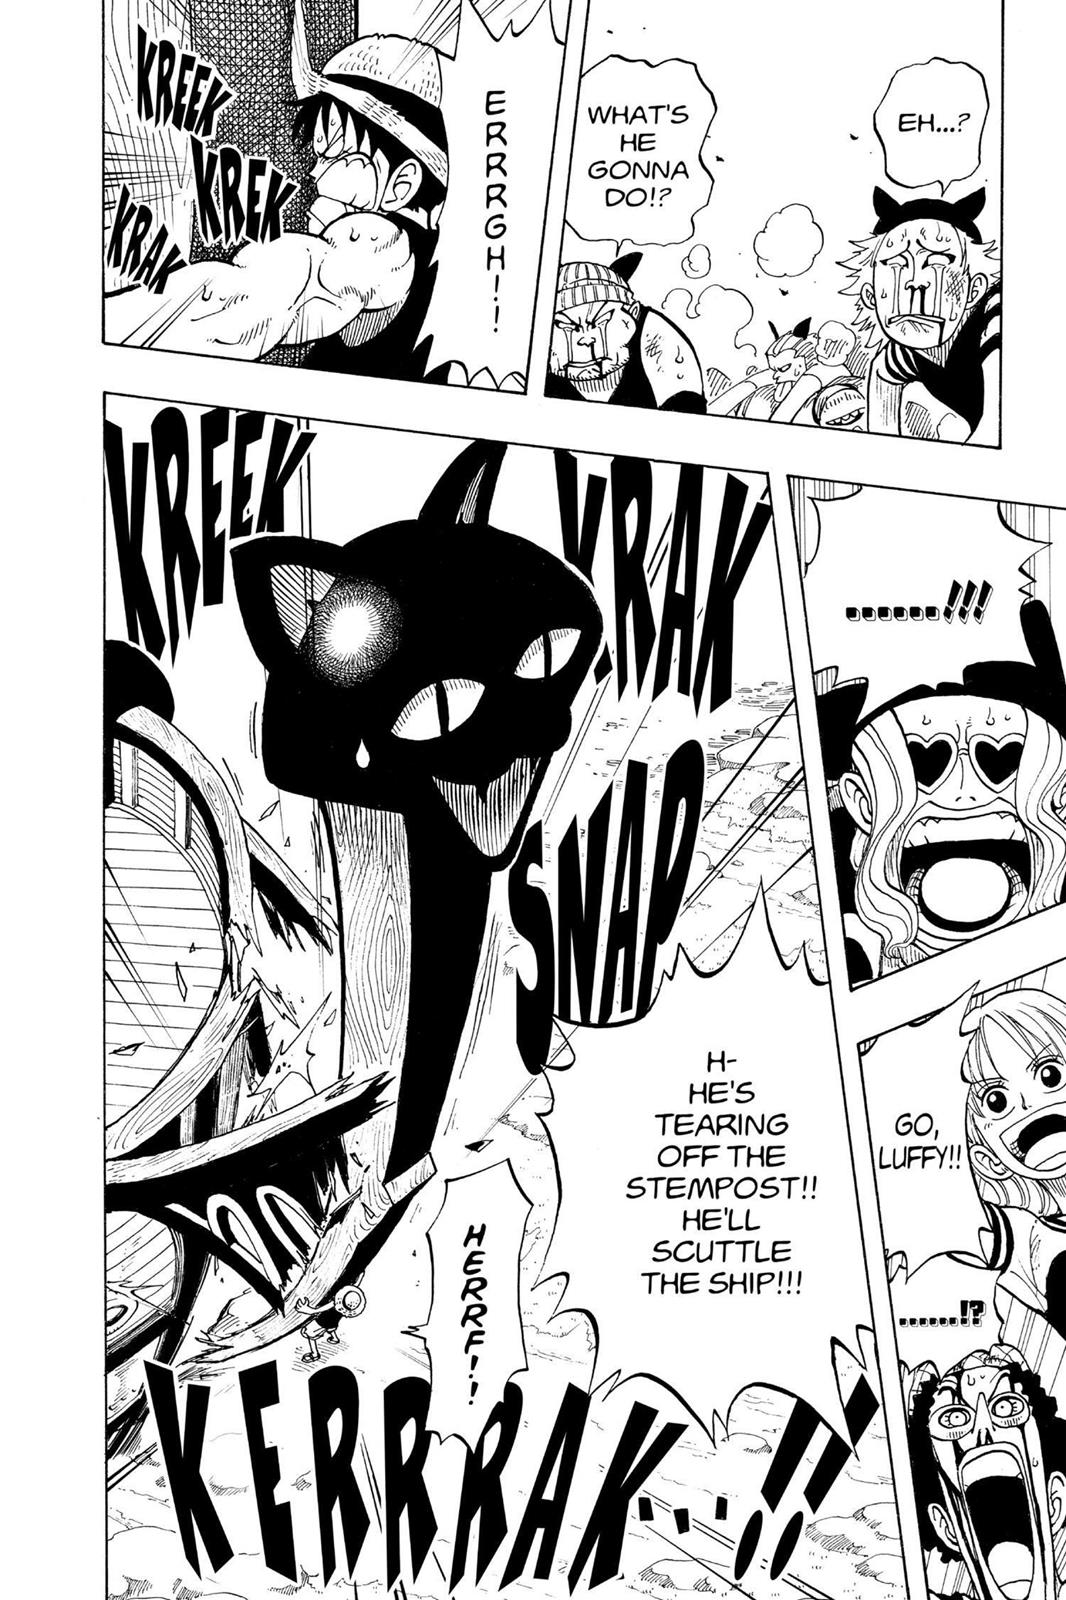 EH...?
WHAT'S
HE
GONNA
DO!?
ERRRGH!!
KREEK
KREK
KRAK
.......!!!
GO,
LUFFY!!
.......!?
KREEK
KRAK
SNAP
H-
HE'S
TEARING
OFF THE
STEMPOST!!
HE'LL
SCUTTLE
THE SHIP!!!
HERRF!!
KERRRRAK...!!